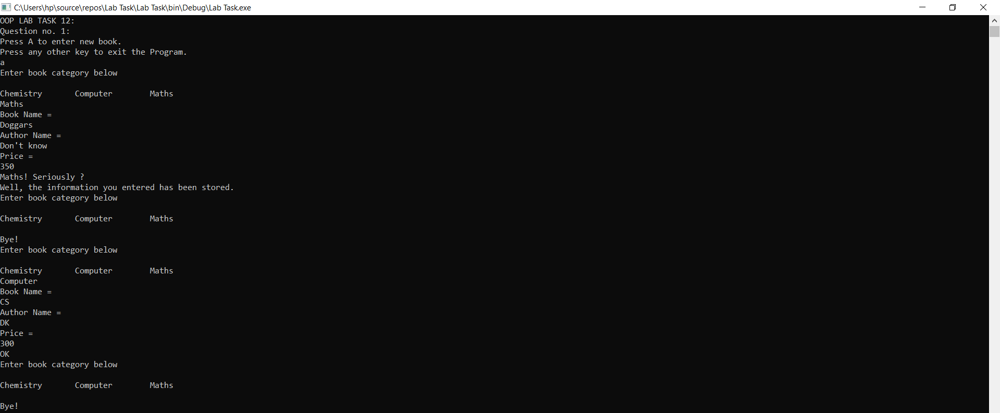 C:\Users\hp\source\repos\Lab Task\Lab Task\bin\Debug\Lab Task.exe
OOP LAB TASK 12:
Question no. 1:
Press A to enter new book.
Press any other key to exit the Program.
a
Enter book category below
Chemistry Computer Maths
Maths
Book Name =
Doggars
Author Name =
Don't know
Price =
350
Maths! Seriously ?
Well, the information you entered has been stored.
Enter book category below
Chemistry Computer Maths
Bye!
Enter book category below
Chemistry Computer Maths
Computer
Book Name =
CS
Author Name =
DK
Price =
300
OK
Enter book category below
Chemistry Computer Maths
Bye!